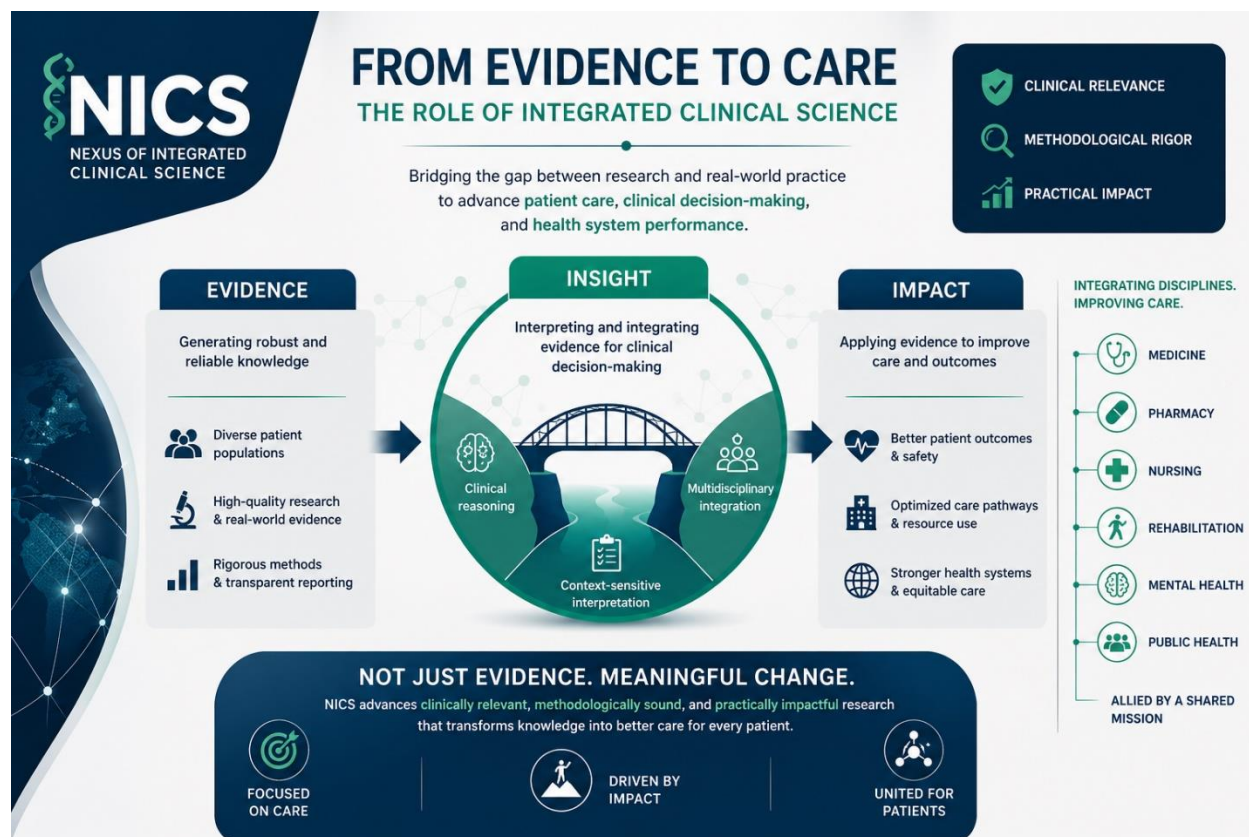 NICS
NEXUS OF INTEGRATED
CLINICAL SCIENCE
FROM EVIDENCE TO CARE
THE ROLE OF INTEGRATED CLINICAL SCIENCE
Bridging the gap between research and real-world practice
to advance patient care, clinical decision-making,
and health system performance.
CLINICAL RELEVANCE
METHODOLOGICAL RIGOR
PRACTICAL IMPACT
EVIDENCE
Generating robust and
reliable knowledge
Diverse patient
populations
High-quality research
& real-world evidence
Rigorous methods
& transparent reporting
INSIGHT
Interpreting and integrating
evidence for clinical
decision-making
Clinical
reasoning
Multidisciplinary
integration
Context-sensitive
interpretation
IMPACT
Applying evidence to improve
care and outcomes
Better patient outcomes
& safety
Optimized care pathways
& resource use
Stronger health systems
& equitable care
INTEGRATING DISCIPLINES.
IMPROVING CARE.
MEDICINE
PHARMACY
NURSING
REHABILITATION
MENTAL HEALTH
PUBLIC HEALTH
ALLIED BY A SHARED
MISSION
NOT JUST EVIDENCE. MEANINGFUL CHANGE.
NICS advances clinically relevant, methodologically sound, and practically impactful research
that transforms knowledge into better care for every patient.
FOCUSED
ON CARE
DRIVEN BY
IMPACT
UNITED FOR
PATIENTS